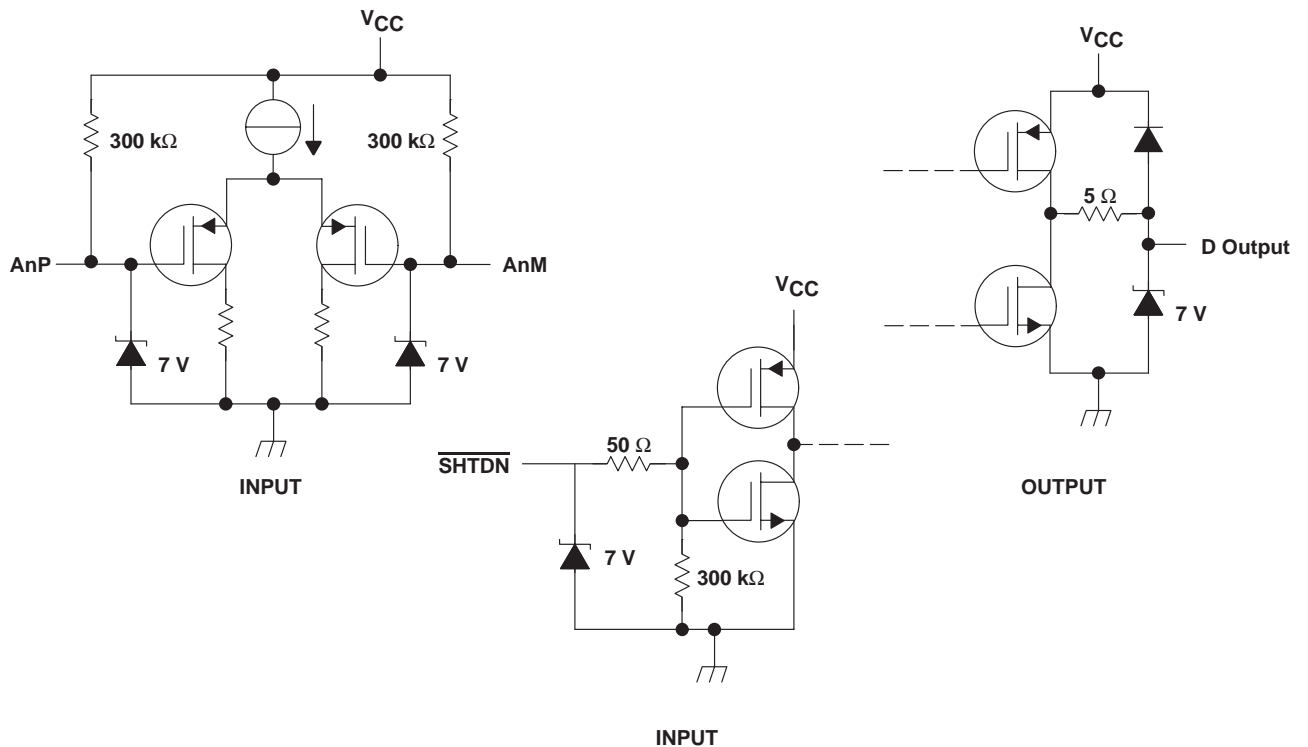 VCC
300 kΩ
300 kΩ
AnP
AnM
7 V
7 V
INPUT
VCC
50 Ω
SHTDN
7 V
300 kΩ
INPUT
VCC
5 Ω
D Output
7 V
OUTPUT